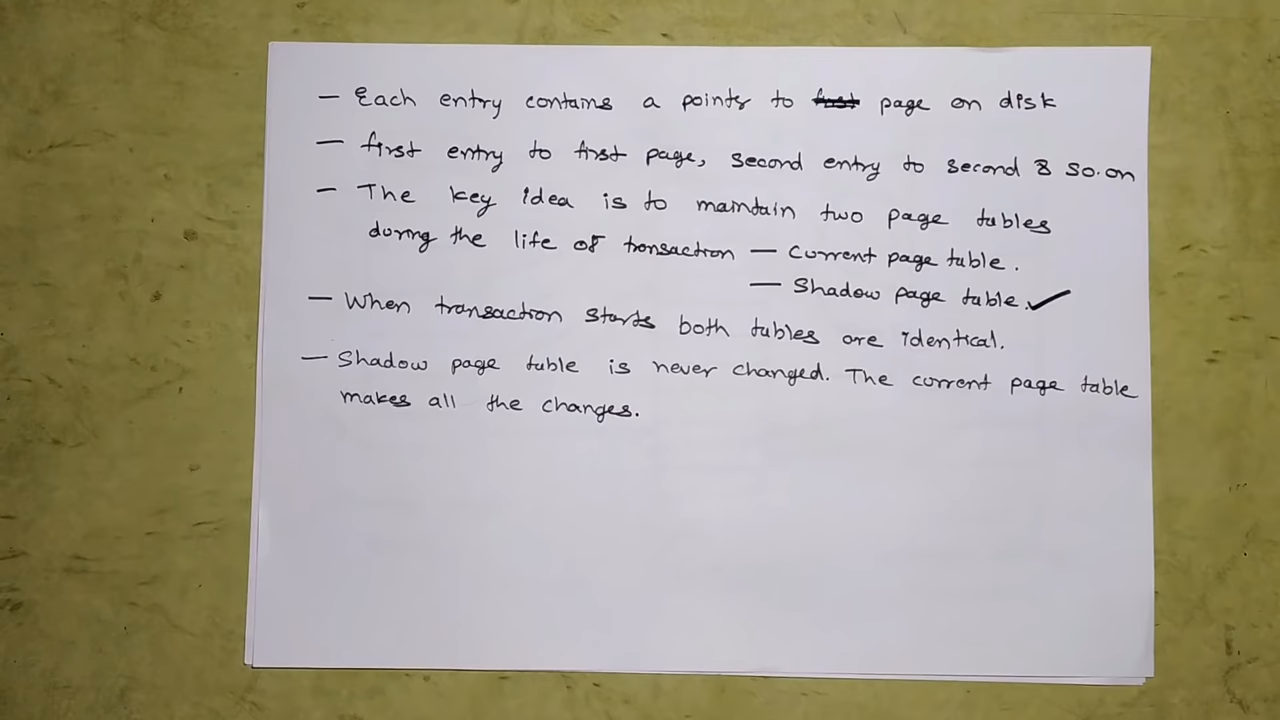 – Each entry contains a points to page on disk
– first entry to first page, second entry to second & so.on
– The key idea is to maintain two page tables
during the life of transaction – Current page table.
– Shadow page table. ✓
– When transaction starts both tables are identical.
– Shadow page table is never changed. The current page table
makes all the changes.